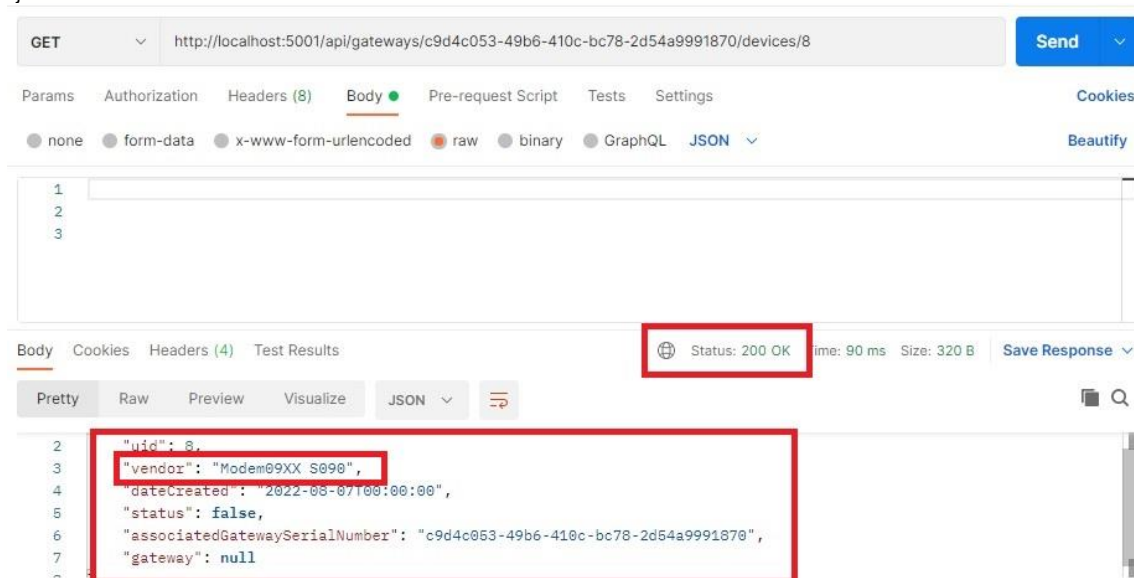 GET http://localhost:5001/api/gateways/c9d4c053-49b6-410c-bc78-2d54a9991870/devices/8 Send
Params Authorization Headers (8) Body Pre-request Script Tests Settings Cookies
none form-data x-www-form-urlencoded raw binary GraphQL JSON Beautify
1
2
3
Body Cookies Headers (4) Test Results Status: 200 OK Time: 90 ms Size: 320 B Save Response
Pretty Raw Preview Visualize JSON
2 "uid": 8,
3 "vendor": "Modem09XX S090",
4 "dateCreated": "2022-08-07T00:00:00",
5 "status": false,
6 "associatedGatewaySerialNumber": "c9d4c053-49b6-410c-bc78-2d54a9991870",
7 "gateway": null